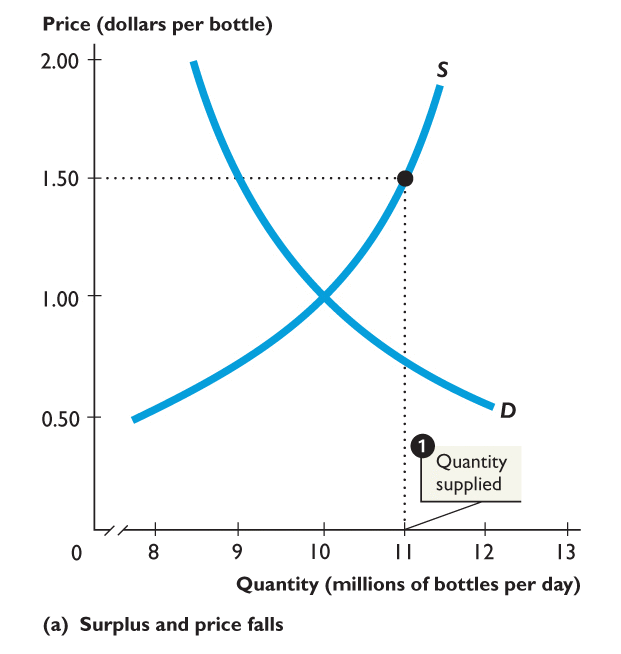 Price (dollars per bottle)
2.00
S
1.50
1.00
0.50
D
1
Quantity
supplied
0
8 9 10 11 12 13
Quantity (millions of bottles per day)
(a) Surplus and price falls